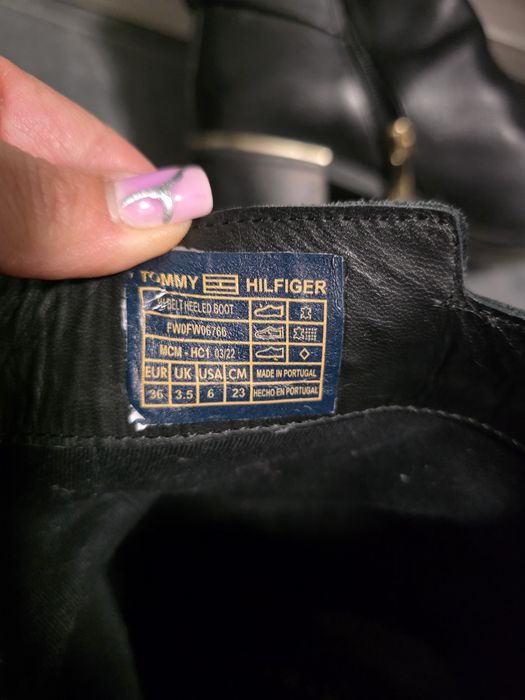 TOMMY HILFIGER
BELT HEELED BOOT
FW0FW06766
MCM - HC1 03/22
EUR UK USA CM MADE IN PORTUGAL
36 3.5 6 23 HECHO EN PORTUGAL